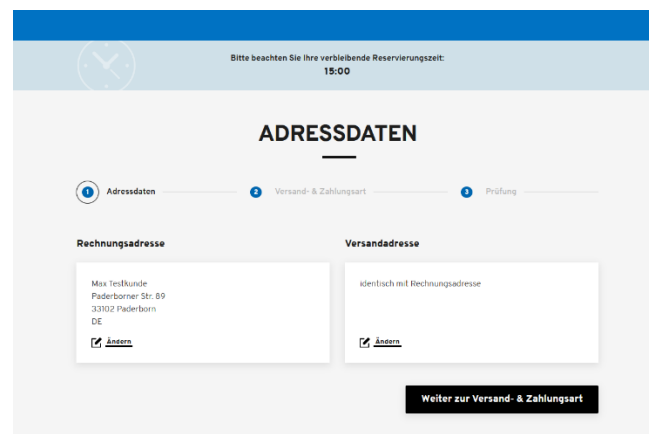 Bitte beachten Sie Ihre verbleibende Reservierungszeit:
15:00
ADRESSDATEN
1 Adressdaten 2 Versand- & Zahlungsart 3 Prüfung
Rechnungsadresse
Max Testkunde
Paderborner Str. 89
33102 Paderborn
DE
Ändern
Versandadresse
identisch mit Rechnungsadresse
Ändern
Weiter zur Versand- & Zahlungsart